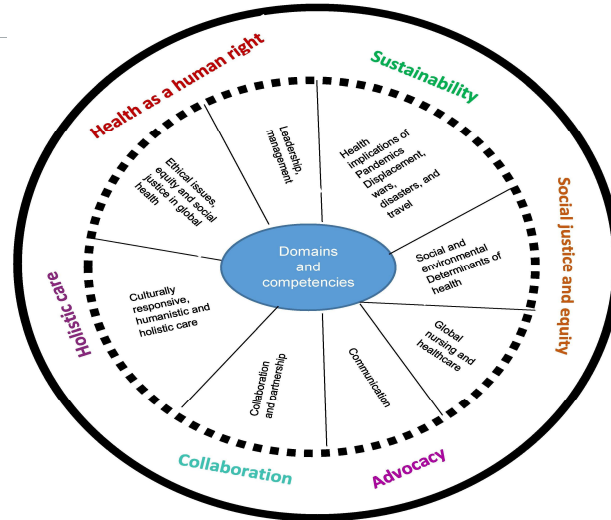 Health as a human right
Sustainability
Social justice and equity
Advocacy
Collaboration
Holistic care
Leadership,
management
Health
implications of
Pandemics
Displacement,
wars,
disasters, and
travel
Social and
environmental
Determinants of
health
Global
nursing and
healthcare
Communication
Collaboration
and partnership
Culturally
responsive,
humanistic and
holistic care
Ethical issues,
equity and social
justice in global
health
Domains
and
competencies